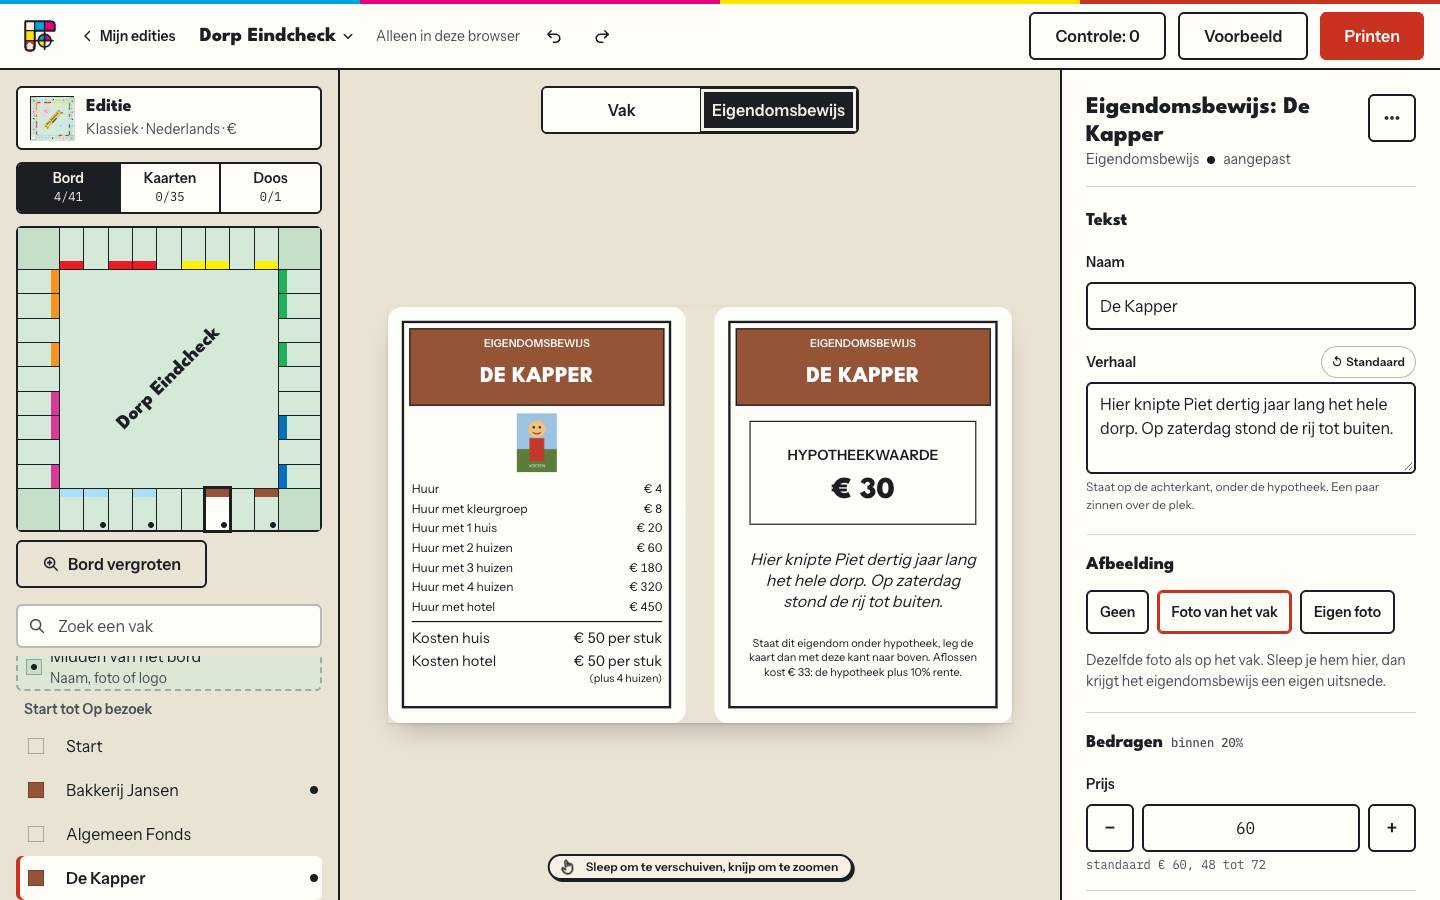 Mijn edities
Dorp Eindcheck
Alleen in deze browser
Controle: 0
Voorbeeld
Printen
Editie
Klassiek · Nederlands · €
Bord
4/41
Kaarten
0/35
Doos
0/1
Dorp Eindcheck
Bord vergroten
Zoek een vak
Midden van het bord
Naam, foto of logo
Start tot Op bezoek
Start
Bakkerij Jansen
Algemeen Fonds
De Kapper
Vak
Eigendomsbewijs
EIGENDOMSBEWIJS
DE KAPPER
Huur € 4
Huur met kleurgroep € 8
Huur met 1 huis € 20
Huur met 2 huizen € 60
Huur met 3 huizen € 180
Huur met 4 huizen € 320
Huur met hotel € 450
Kosten huis € 50 per stuk
Kosten hotel € 50 per stuk
(plus 4 huizen)
EIGENDOMSBEWIJS
DE KAPPER
HYPOTHEEKWAARDE
€ 30
Hier knipte Piet dertig jaar lang
het hele dorp. Op zaterdag
stond de rij tot buiten.
Staat dit eigendom onder hypotheek, leg de
kaart dan met deze kant naar boven. Aflossen
kost € 33: de hypotheek plus 10% rente.
Sleep om te verschuiven, knijp om te zoomen
Eigendomsbewijs: De
Kapper
Eigendomsbewijs ● aangepast
Tekst
Naam
De Kapper
Verhaal
Standaard
Hier knipte Piet dertig jaar lang het hele
dorp. Op zaterdag stond de rij tot buiten.
Staat op de achterkant, onder de hypotheek. Een paar
zinnen over de plek.
Afbeelding
Geen
Foto van het vak
Eigen foto
Dezelfde foto als op het vak. Sleep je hem hier, dan
krijgt het eigendomsbewijs een eigen uitsnede.
Bedragen binnen 20%
Prijs
− 60 +
standaard € 60, 48 tot 72